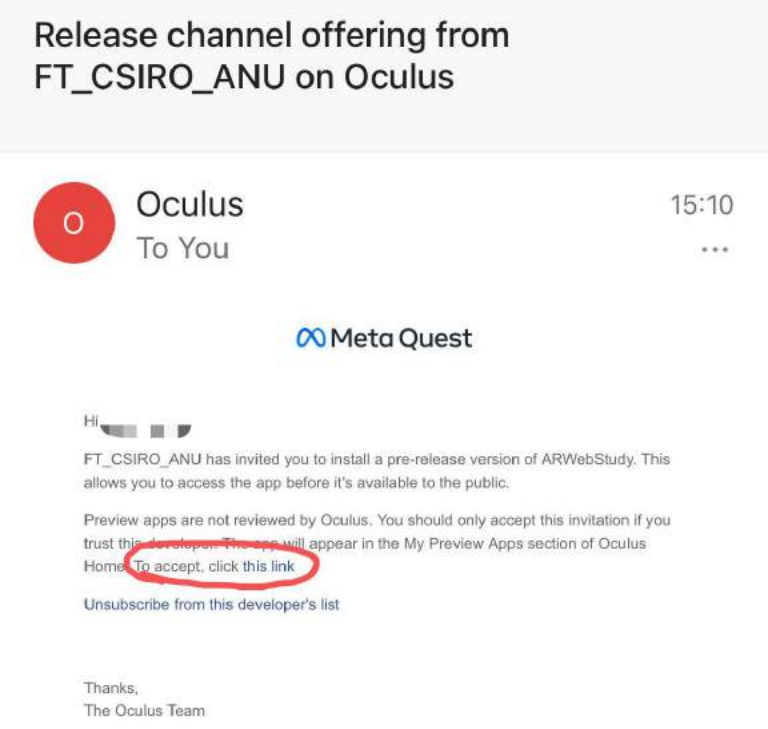 Release channel offering from
FT_CSIRO_ANU on Oculus
O
Oculus
15:10
To You
...
Meta Quest
Hi
FT_CSIRO_ANU has invited you to install a pre-release version of ARWebStudy. This
allows you to access the app before it's available to the public.
Preview apps are not reviewed by Oculus. You should only accept this invitation if you
trust this developer. The app will appear in the My Preview Apps section of Oculus
Home. To accept, click this link
Unsubscribe from this developer's list
Thanks,
The Oculus Team